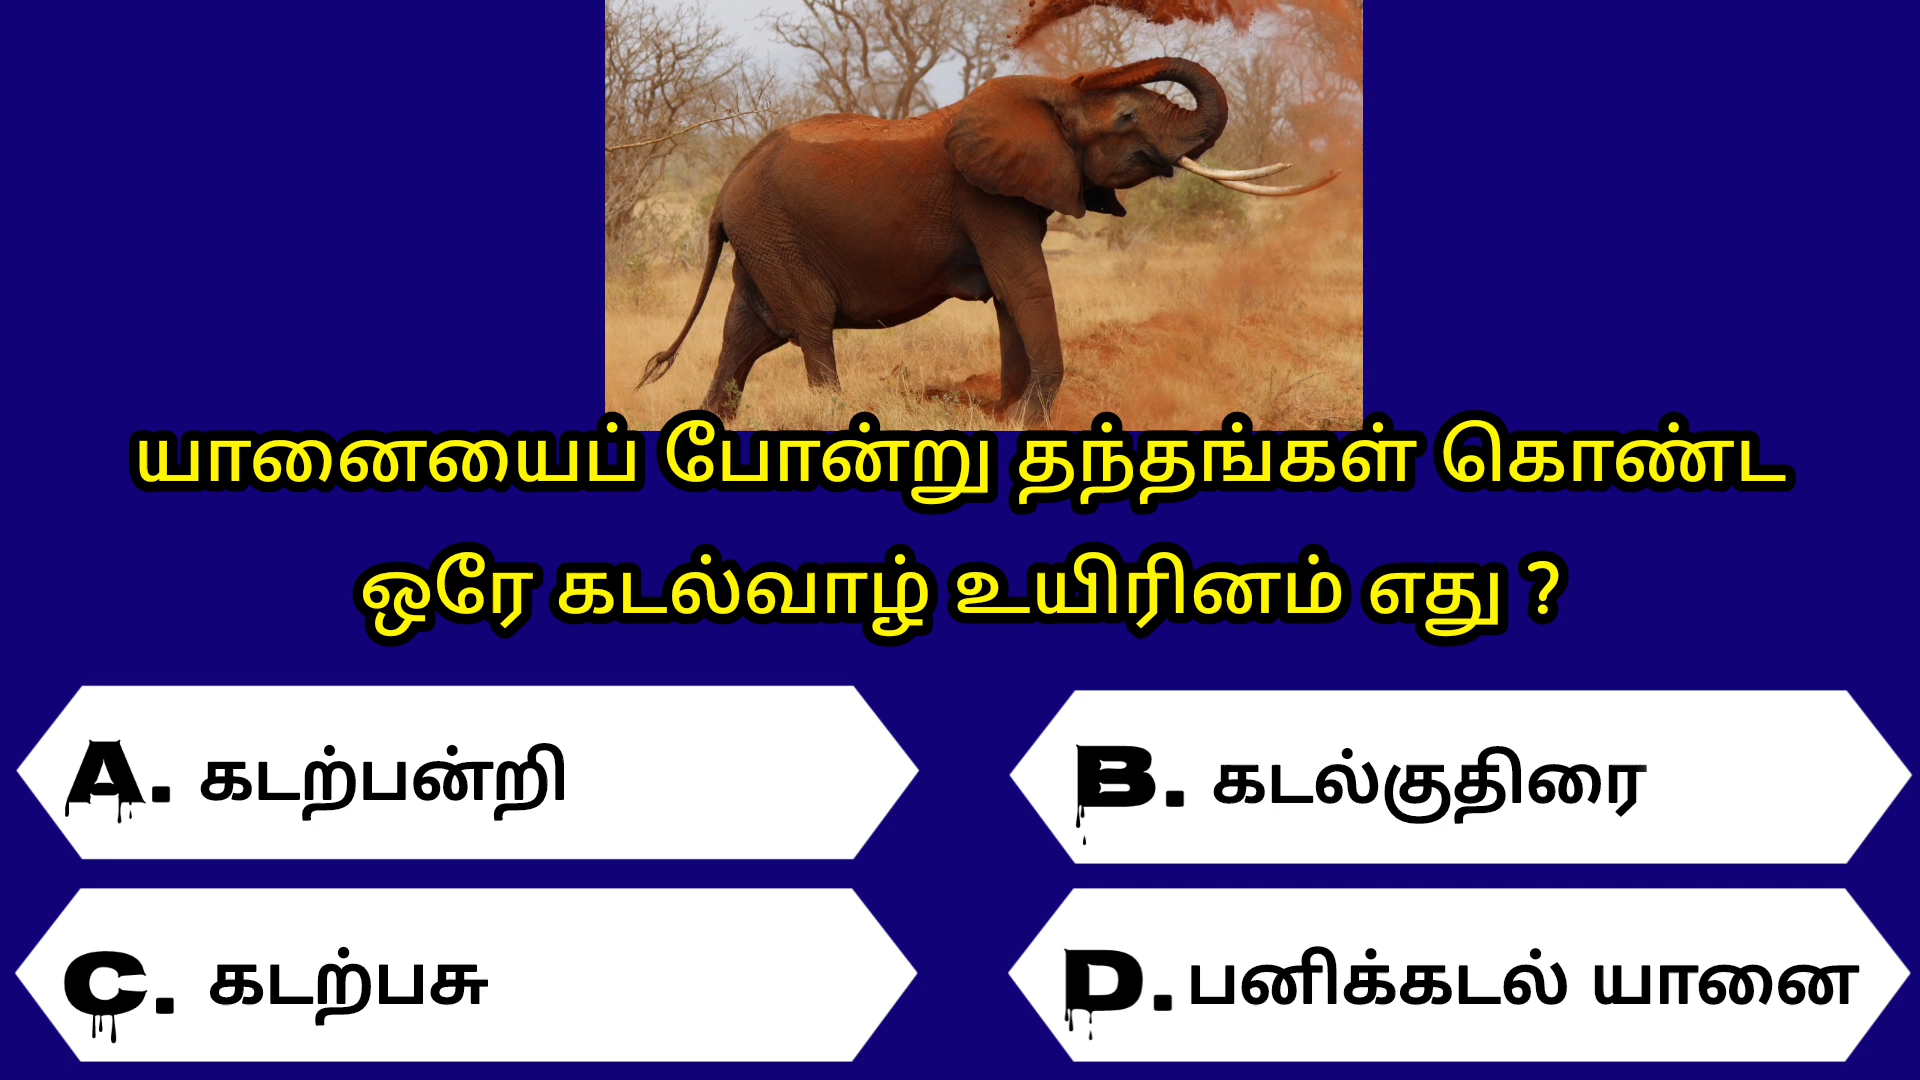 யானையைப் போன்று தந்தங்கள் கொண்ட
ஒரே கடல்வாழ் உயிரினம் எது ?
A. கடற்பன்றி
B. கடல்குதிரை
C. கடற்பசு
D. பனிக்கடல் யானை